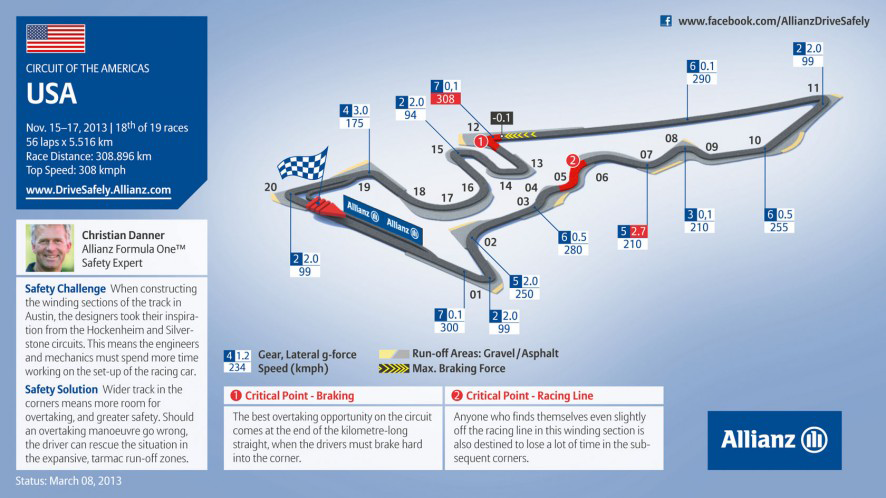 www.facebook.com/AllianzDriveSafely
CIRCUIT OF THE AMERICAS
USA
Nov. 15–17, 2013 | 18th of 19 races
56 laps x 5.516 km
Race Distance: 308.896 km
Top Speed: 308 kmph
www.DriveSafely.Allianz.com
Christian Danner
Allianz Formula One™
Safety Expert
Safety Challenge When constructing
the winding sections of the track in
Austin, the designers took their inspira-
tion from the Hockenheim and Silver-
stone circuits. This means the engineers
and mechanics must spend more time
working on the set-up of the racing car.
Safety Solution Wider track in the
corners means more room for
overtaking, and greater safety. Should
an overtaking manoeuvre go wrong,
the driver can rescue the situation in
the expansive, tarmac run-off zones.
Status: March 08, 2013
2 2.0
99
11
6 0.1
290
7 0,1
308
-0.1
12
1
2 2.0
94
4 3.0
175
15
13
14
16
17
18
19
20
Allianz
Allianz
2 2.0
99
2
08
07
09
10
06
05
04
03
02
01
5 2.7
210
3 0,1
210
6 0.5
255
6 0.5
280
5 2.0
250
7 0.1
300
2 2.0
99
4 1.2
234
Gear, Lateral g-force
Speed (kmph)
Run-off Areas: Gravel/Asphalt
Max. Braking Force
1 Critical Point - Braking
The best overtaking opportunity on the circuit
comes at the end of the kilometre-long
straight, when the drivers must brake hard
into the corner.
2 Critical Point - Racing Line
Anyone who finds themselves even slightly
off the racing line in this winding section is
also destined to lose a lot of time in the sub-
sequent corners.
Allianz